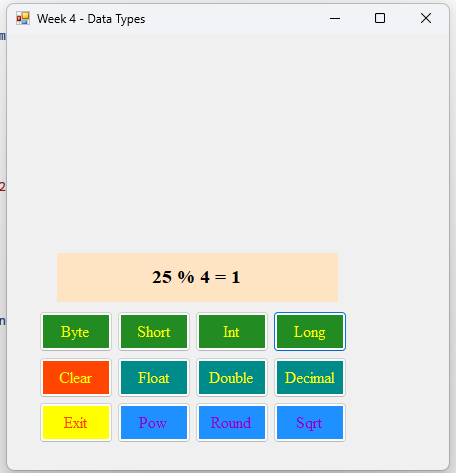 Week 4 - Data Types
m
2
n
25 % 4 = 1
Byte Short Int Long
Clear Float Double Decimal
Exit Pow Round Sqrt